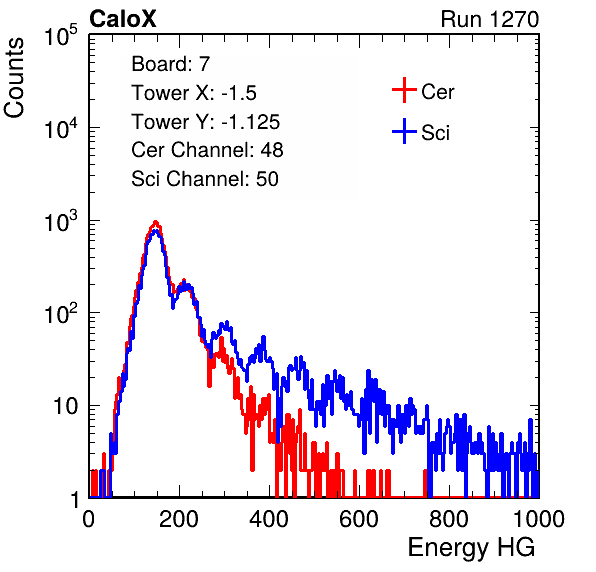 CaloX Run 1270
Counts
10^5
10^4
10^3
10^2
10
1
Board: 7
Tower X: -1.5
Tower Y: -1.125
Cer Channel: 48
Sci Channel: 50
Cer
Sci
0 200 400 600 800 1000
Energy HG